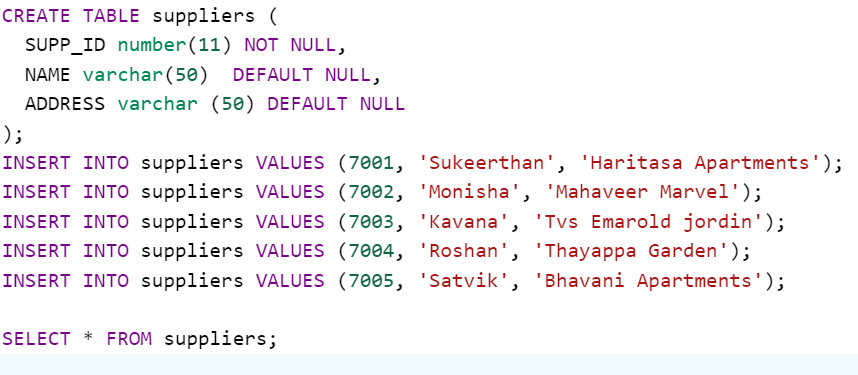 CREATE TABLE suppliers (
  SUPP_ID number(11) NOT NULL,
  NAME varchar(50)  DEFAULT NULL,
  ADDRESS varchar (50) DEFAULT NULL
);
INSERT INTO suppliers VALUES (7001, 'Sukeerthan', 'Haritasa Apartments');
INSERT INTO suppliers VALUES (7002, 'Monisha', 'Mahaveer Marvel');
INSERT INTO suppliers VALUES (7003, 'Kavana', 'Tvs Emarold jordin');
INSERT INTO suppliers VALUES (7004, 'Roshan', 'Thayappa Garden');
INSERT INTO suppliers VALUES (7005, 'Satvik', 'Bhavani Apartments');

SELECT * FROM suppliers;